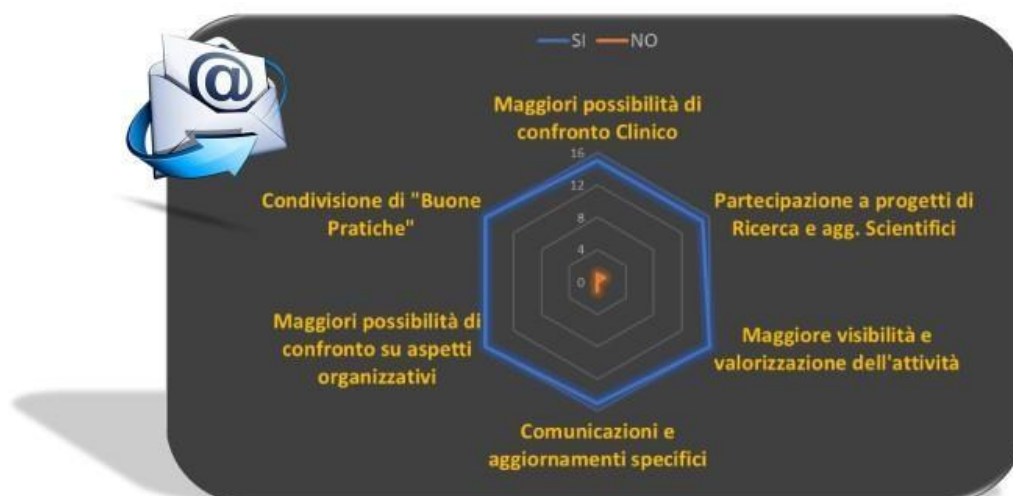 @
SI NO
Maggiori possibilità di
confronto Clinico
Partecipazione a progetti di
Ricerca e agg. Scientifici
Maggiore visibilità e
valorizzazione dell'attività
Comunicazioni e
aggiornamenti specifici
Maggiori possibilità di
confronto su aspetti
organizzativi
Condivisione di "Buone
Pratiche"
16
12
8
4
0